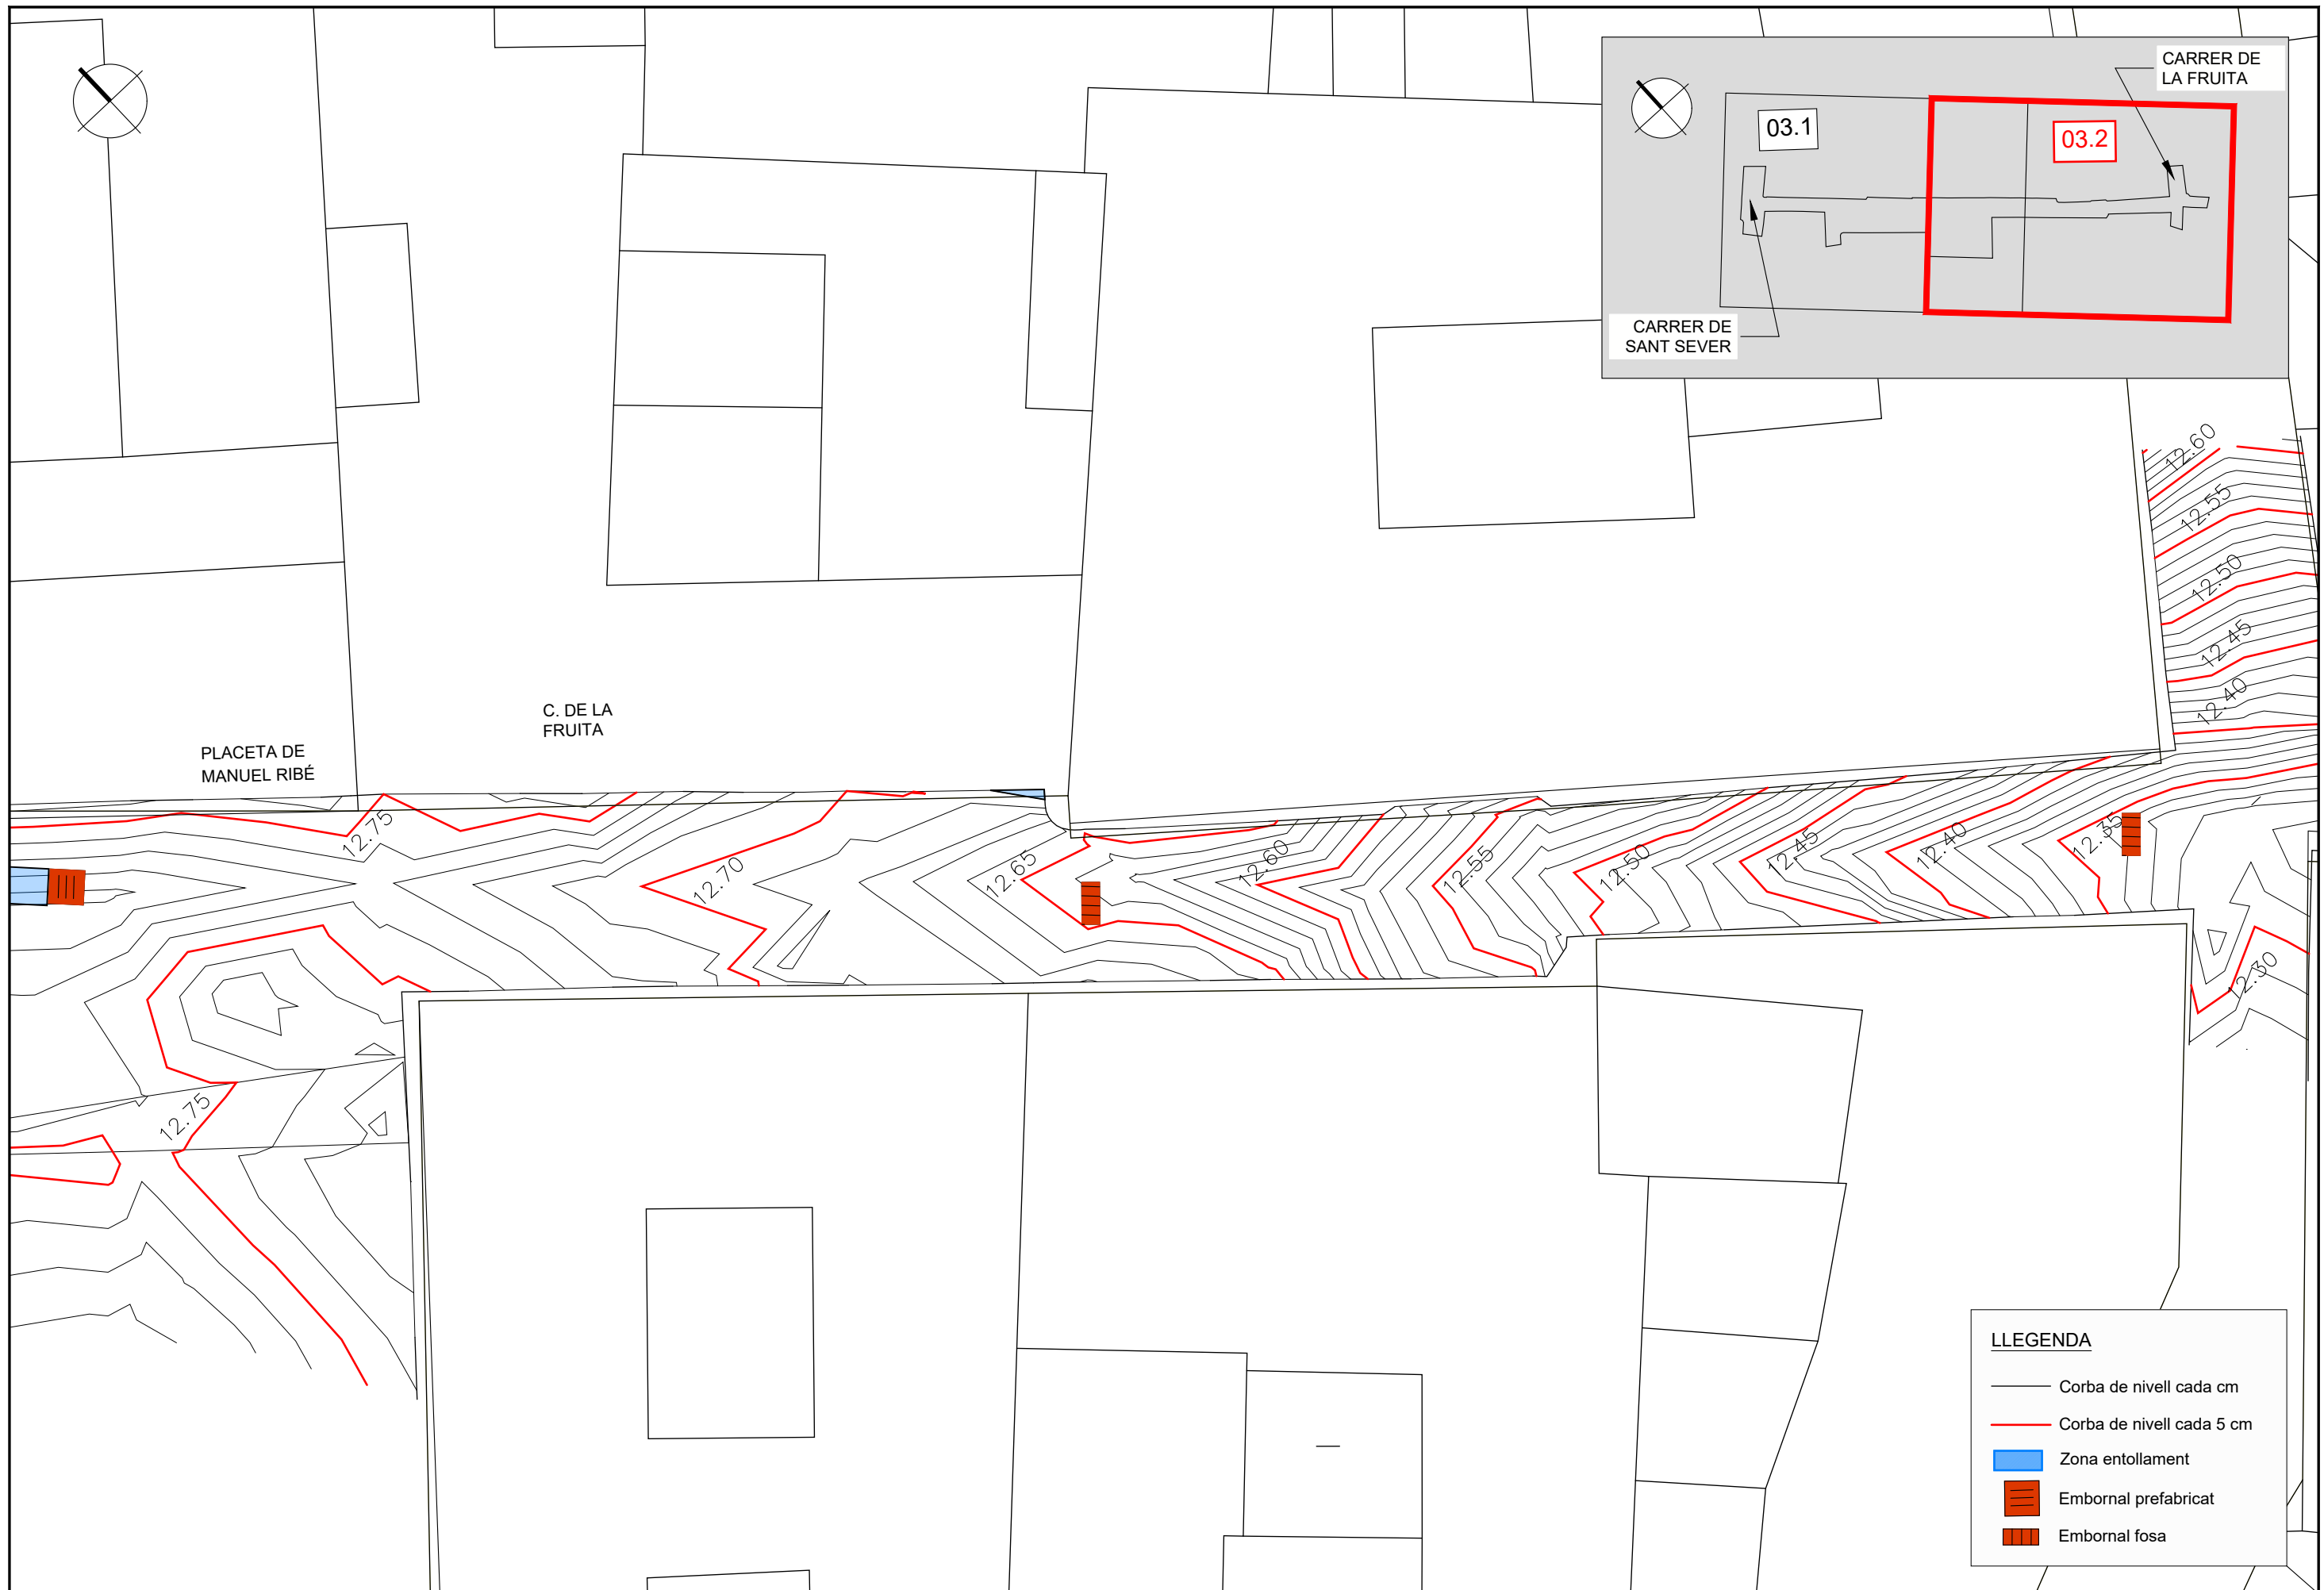 CARRER DE
LA FRUITA
03.1
03.2
CARRER DE
SANT SEVER
12.60
12.55
12.50
12.45
12.40
C. DE LA
FRUITA
PLACETA DE
MANUEL RIBÉ
12.75
12.70
12.65
12.60
12.55
12.50
12.45
12.40
12.35
12.30
12.75
LLEGENDA
Corba de nivell cada cm
Corba de nivell cada 5 cm
Zona entollament
Embornal prefabricat
Embornal fosa